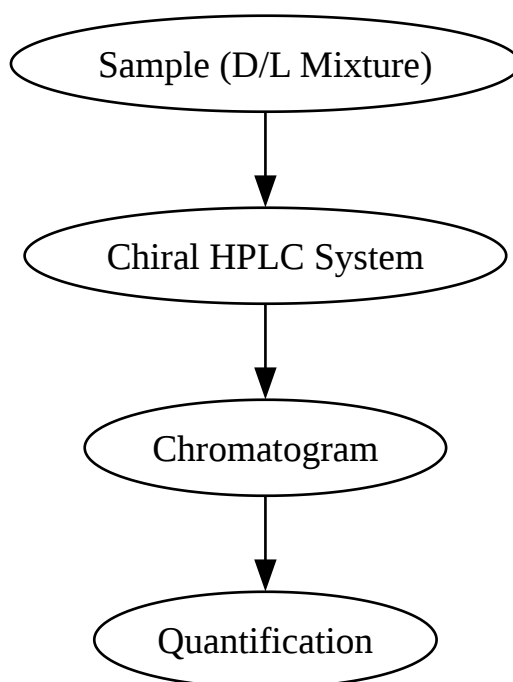 Sample (D/L Mixture)
Chiral HPLC System
Chromatogram
Quantification